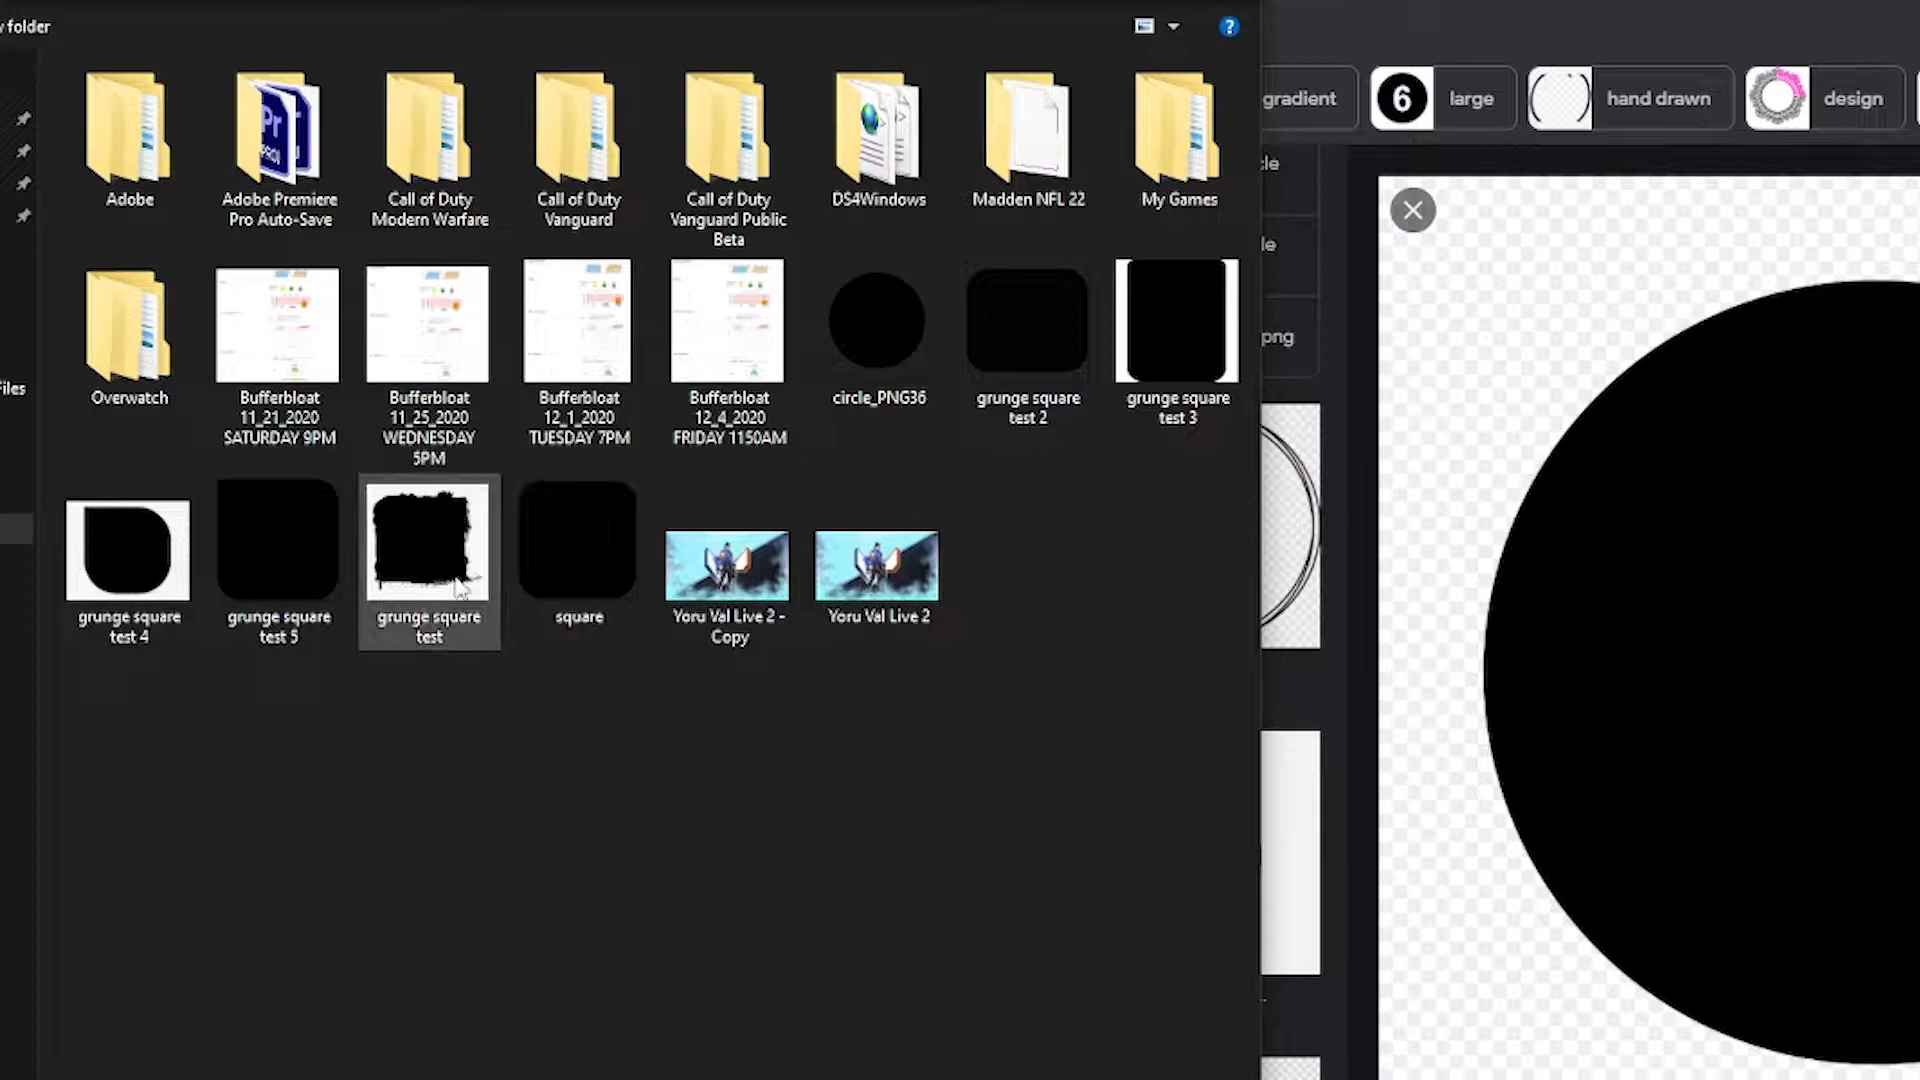 v folder
?
gradient
6
large
hand drawn
design
Adobe
Pr
PROJ
Adobe Premiere
Pro Auto-Save
Call of Duty
Modern Warfare
Call of Duty
Vanguard
Call of Duty
Vanguard Public
Beta
DS4Windows
Madden NFL 22
My Games
cle
le
png
Files
Overwatch
Bufferbloat
11_21_2020
SATURDAY 9PM
Bufferbloat
11_25_2020
WEDNESDAY
5PM
Bufferbloat
12_1_2020
TUESDAY 7PM
Bufferbloat
12_4_2020
FRIDAY 1150AM
circle_PNG36
grunge square
test 2
grunge square
test 3
grunge square
test 4
grunge square
test 5
grunge square
test
square
Yoru Val Live 2 -
Copy
Yoru Val Live 2